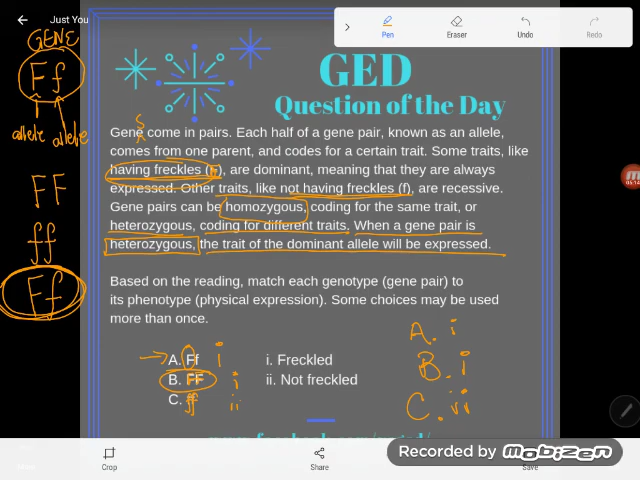 Just You
GENE
Pen
Eraser
Undo
Redo
Ff
allele allele
FF
ff
Ff
GED
Question of the Day
Genes come in pairs. Each half of a gene pair, known as an allele,
comes from one parent, and codes for a certain trait. Some traits, like
having freckles (F), are dominant, meaning that they are always
expressed. Other traits, like not having freckles (f), are recessive.
Gene pairs can be homozygous, coding for the same trait, or
heterozygous, coding for different traits. When a gene pair is
heterozygous, the trait of the dominant allele will be expressed.
Based on the reading, match each genotype (gene pair) to
its phenotype (physical expression). Some choices may be used
more than once.
A. Ff i
B. FF i
C. ff ii
i. Freckled
ii. Not freckled
A. i
B. i
C. ii
05:14
Crop
Share
Save
Recorded by Mobizen